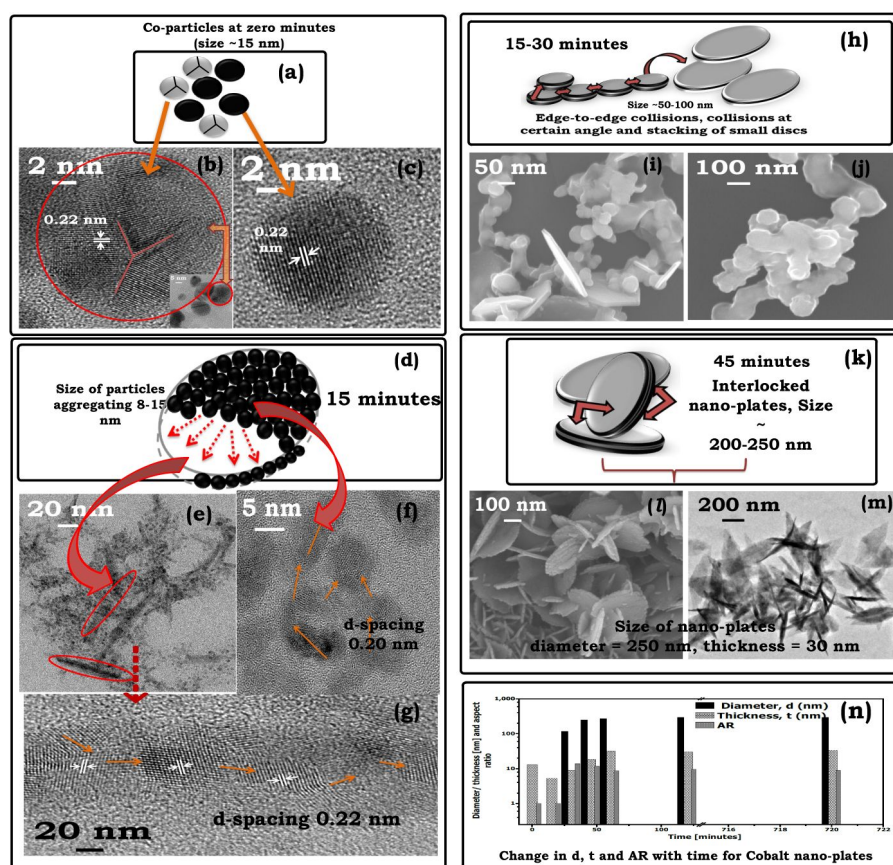 Co-particles at zero minutes
(size ~15 nm)
(a)
2 nm
(b)
0.22 nm
5 nm
2 nm
(c)
0.22
nm
(d)
Size of particles
aggregating 8-15
nm
15 minutes
20 nm
(e)
5 nm
(f)
d-spacing
0.20 nm
(g)
d-spacing 0.22 nm
20 nm
15-30 minutes
(h)
Size ~50-100 nm
Edge-to-edge collisions, collisions at
certain angle and stacking of small discs
50 nm
(i)
100 nm
(j)
(k)
45 minutes
Interlocked
nano-plates, Size
~
200-250 nm
100 nm
(l)
200 nm
(m)
Size of nano-plates
diameter = 250 nm, thickness = 30 nm
(n)
Diameter, d (nm)
Thickness, t (nm)
AR
Diameter/ thickness [nm] and aspect
ratio
1,000
100
10
1
0 50 100 716 718 720 722
Time [minutes]
Change in d, t and AR with time for Cobalt nano-plates